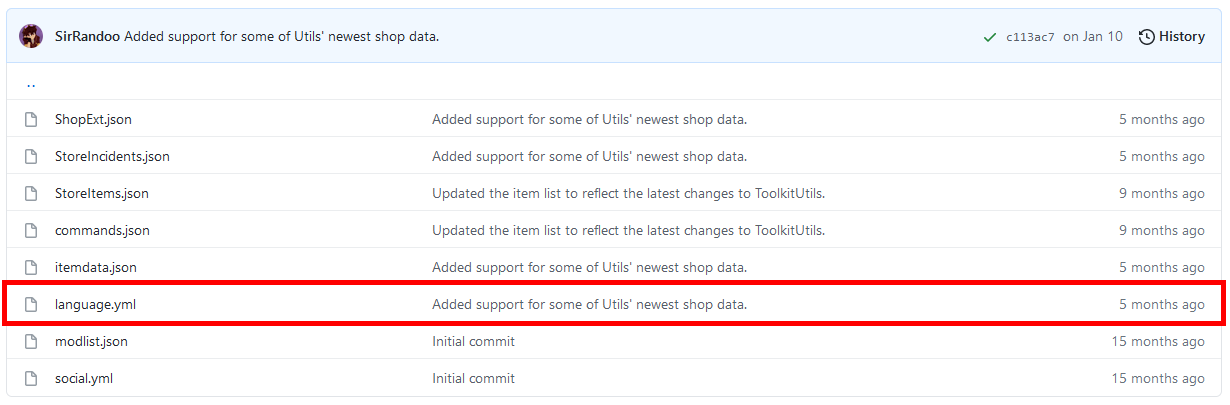 SirRandoo Added support for some of Utils' newest shop data. c113ac7 on Jan 10 History
..
ShopExt.json Added support for some of Utils' newest shop data. 5 months ago
StoreIncidents.json Added support for some of Utils' newest shop data. 5 months ago
StoreItems.json Updated the item list to reflect the latest changes to ToolkitUtils. 9 months ago
commands.json Updated the item list to reflect the latest changes to ToolkitUtils. 9 months ago
itemdata.json Added support for some of Utils' newest shop data. 5 months ago
language.yml Added support for some of Utils' newest shop data. 5 months ago
modlist.json Initial commit 15 months ago
social.yml Initial commit 15 months ago